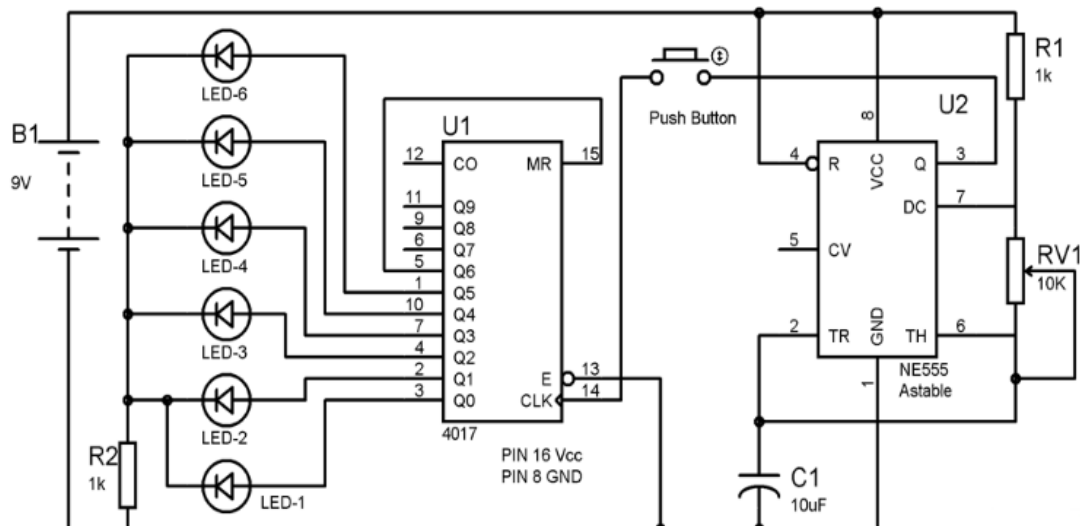 B1
9V
LED-6
LED-5
LED-4
LED-3
LED-2
LED-1
R2
1k
U1
12 CO MR 15
11 Q9
9 Q8
6 Q7
5 Q6
1 Q5
10 Q4
7 Q3
4 Q2
2 Q1 E 13
3 Q0 CLK 14
4017
PIN 16 Vcc
PIN 8 GND
Push Button
U2
8
VCC
4 R Q 3
DC 7
5 CV
2 TR TH 6
GND
1
NE555
Astable
R1
1k
RV1
10K
C1
10uF